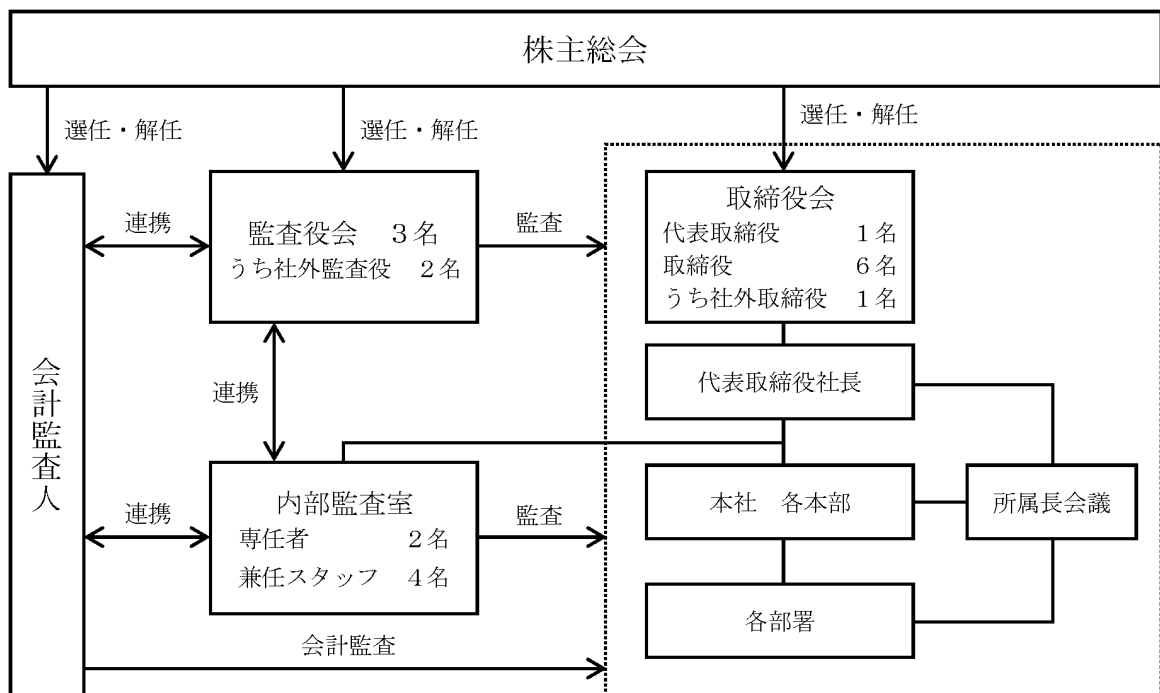 株主総会
選任・解任
選任・解任
選任・解任
会計監査人
連携
監査役会　３名
うち社外監査役　２名
監査
取締役会
代表取締役　１名
取締役　６名
うち社外取締役　１名
連携
代表取締役社長
連携
内部監査室
専任者　２名
兼任スタッフ　４名
監査
本社　各本部
所属長会議
各部署
会計監査